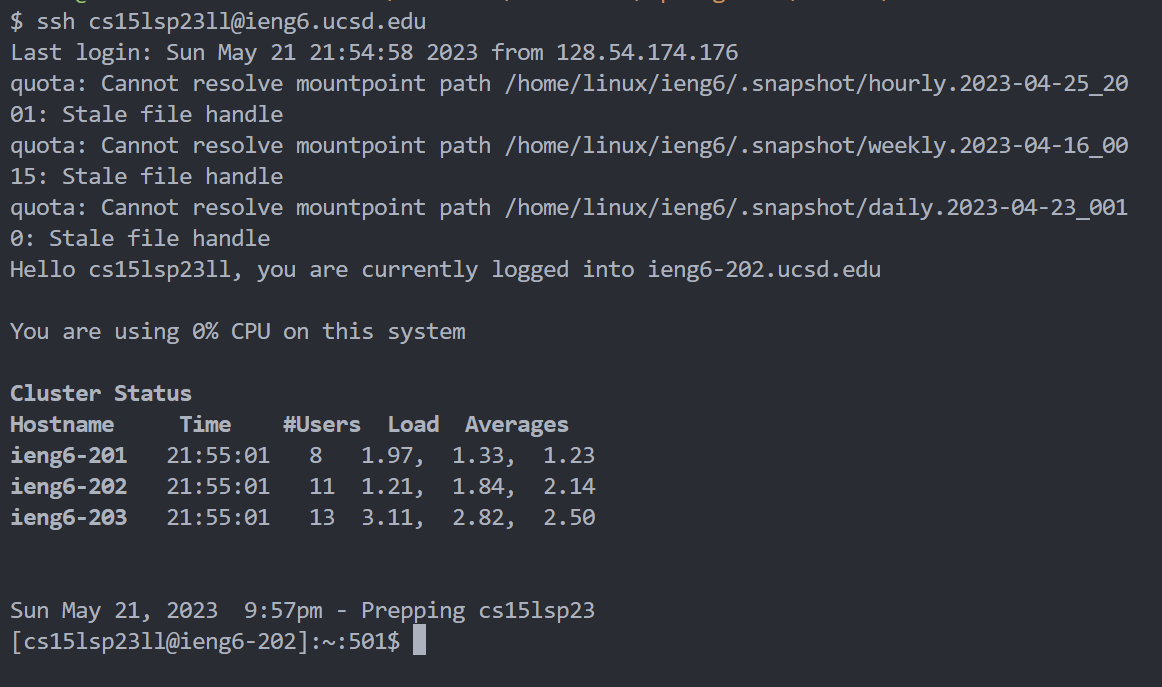 $ ssh cs15lsp23ll@ieng6.ucsd.edu
Last login: Sun May 21 21:54:58 2023 from 128.54.174.176
quota: Cannot resolve mountpoint path /home/linux/ieng6/.snapshot/hourly.2023-04-25_20
01: Stale file handle
quota: Cannot resolve mountpoint path /home/linux/ieng6/.snapshot/weekly.2023-04-16_00
15: Stale file handle
quota: Cannot resolve mountpoint path /home/linux/ieng6/.snapshot/daily.2023-04-23_001
0: Stale file handle
Hello cs15lsp23ll, you are currently logged into ieng6-202.ucsd.edu
You are using 0% CPU on this system
Cluster Status
Hostname     Time    #Users  Load  Averages
ieng6-201   21:55:01   8   1.97,  1.33,  1.23
ieng6-202   21:55:01   11  1.21,  1.84,  2.14
ieng6-203   21:55:01   13  3.11,  2.82,  2.50
Sun May 21, 2023  9:57pm - Prepping cs15lsp23
[cs15lsp23ll@ieng6-202]:~:501$